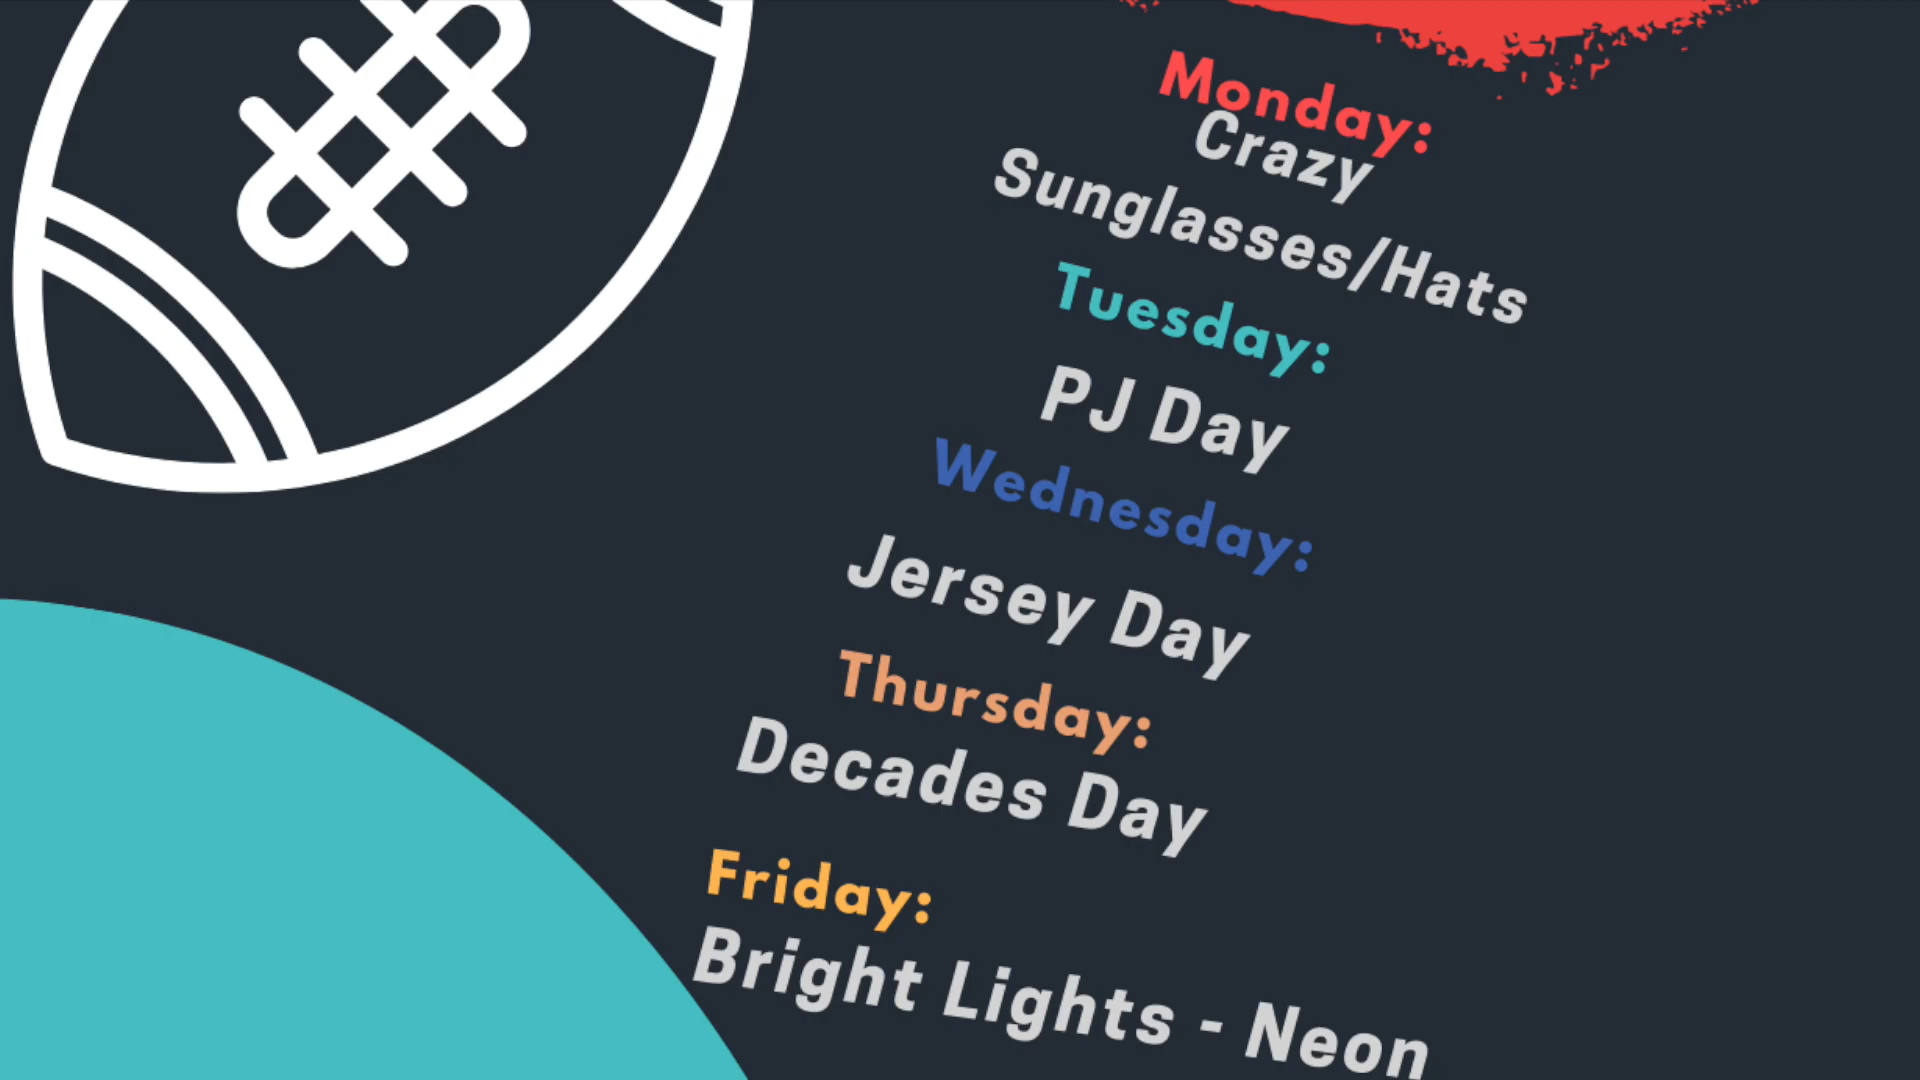 Monday:
Crazy
Sunglasses/Hats
Tuesday:
PJ Day
Wednesday:
Jersey Day
Thursday:
Decades Day
Friday:
Bright Lights - Neon